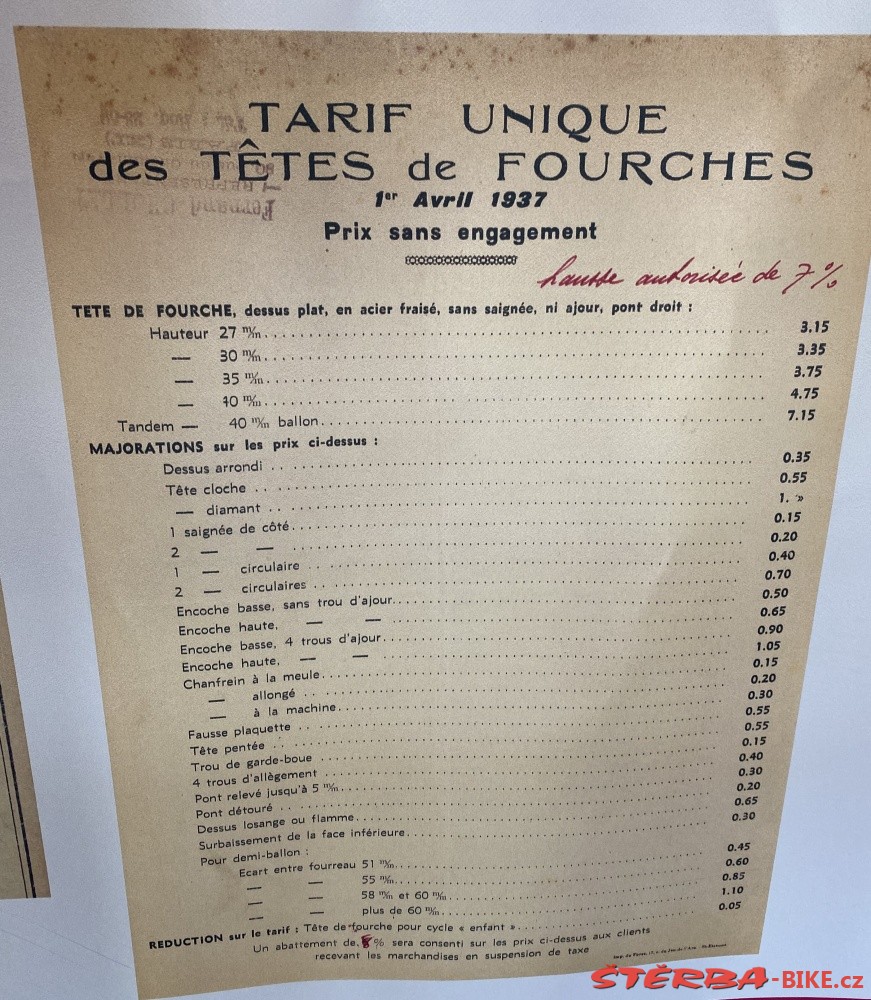 TARIF UNIQUE
des TÊTES de FOURCHES
1er Avril 1937
Prix sans engagement
hausse autorisée de 7 %
TETE DE FOURCHE, dessus plat, en acier fraisé, sans saignée, ni ajour, pont droit :
Hauteur 27 m/m 3.15
— 30 m/m 3.35
— 35 m/m 3.75
— 40 m/m 4.75
Tandem — 40 m/m ballon 7.15
MAJORATIONS sur les prix ci-dessus :
Dessus arrondi 0.35
Tête cloche 0.55
— diamant 1. »
1 saignée de côté 0.15
2 — — 0.20
1 — circulaire 0.40
2 — circulaires 0.70
Encoche basse, sans trou d'ajour 0.50
Encoche haute, — — 0.65
Encoche basse, 4 trous d'ajour 0.90
Encoche haute, — — 1.05
Chanfrein à la meule 0.15
— allongé 0.20
— à la machine 0.30
Fausse plaquette 0.55
Tête pentée 0.55
Trou de garde-boue 0.15
4 trous d'allègement 0.40
Pont relevé jusqu'à 5 m/m 0.30
Pont détouré 0.20
Dessus losange ou flamme 0.65
Surbaissement de la face inférieure 0.30
Pour demi-ballon :
Ecart entre fourreau 51 m/m 0.45
— — 55 m/m 0.60
— — 58 m/m et 60 m/m 0.85
— — plus de 60 m/m 1.10
REDUCTION sur le tarif : Tête de fourche pour cycle « enfant » 0.05
Un abattement de 8 % sera consenti sur les prix ci-dessus aux clients
recevant les marchandises en suspension de taxe
ŠTĚRBA-BIKE.cz